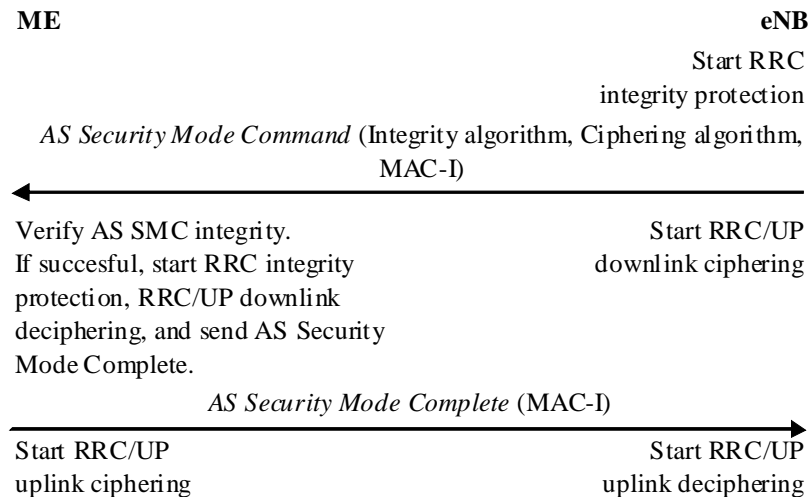 ME eNB
Start RRC
integrity protection
AS Security Mode Command (Integrity algorithm, Ciphering algorithm,
MAC-I)
Verify AS SMC integrity.
If succesful, start RRC integrity
protection, RRC/UP downlink
deciphering, and send AS Security
Mode Complete.
Start RRC/UP
downlink ciphering
AS Security Mode Complete (MAC-I)
Start RRC/UP
uplink ciphering
Start RRC/UP
uplink deciphering